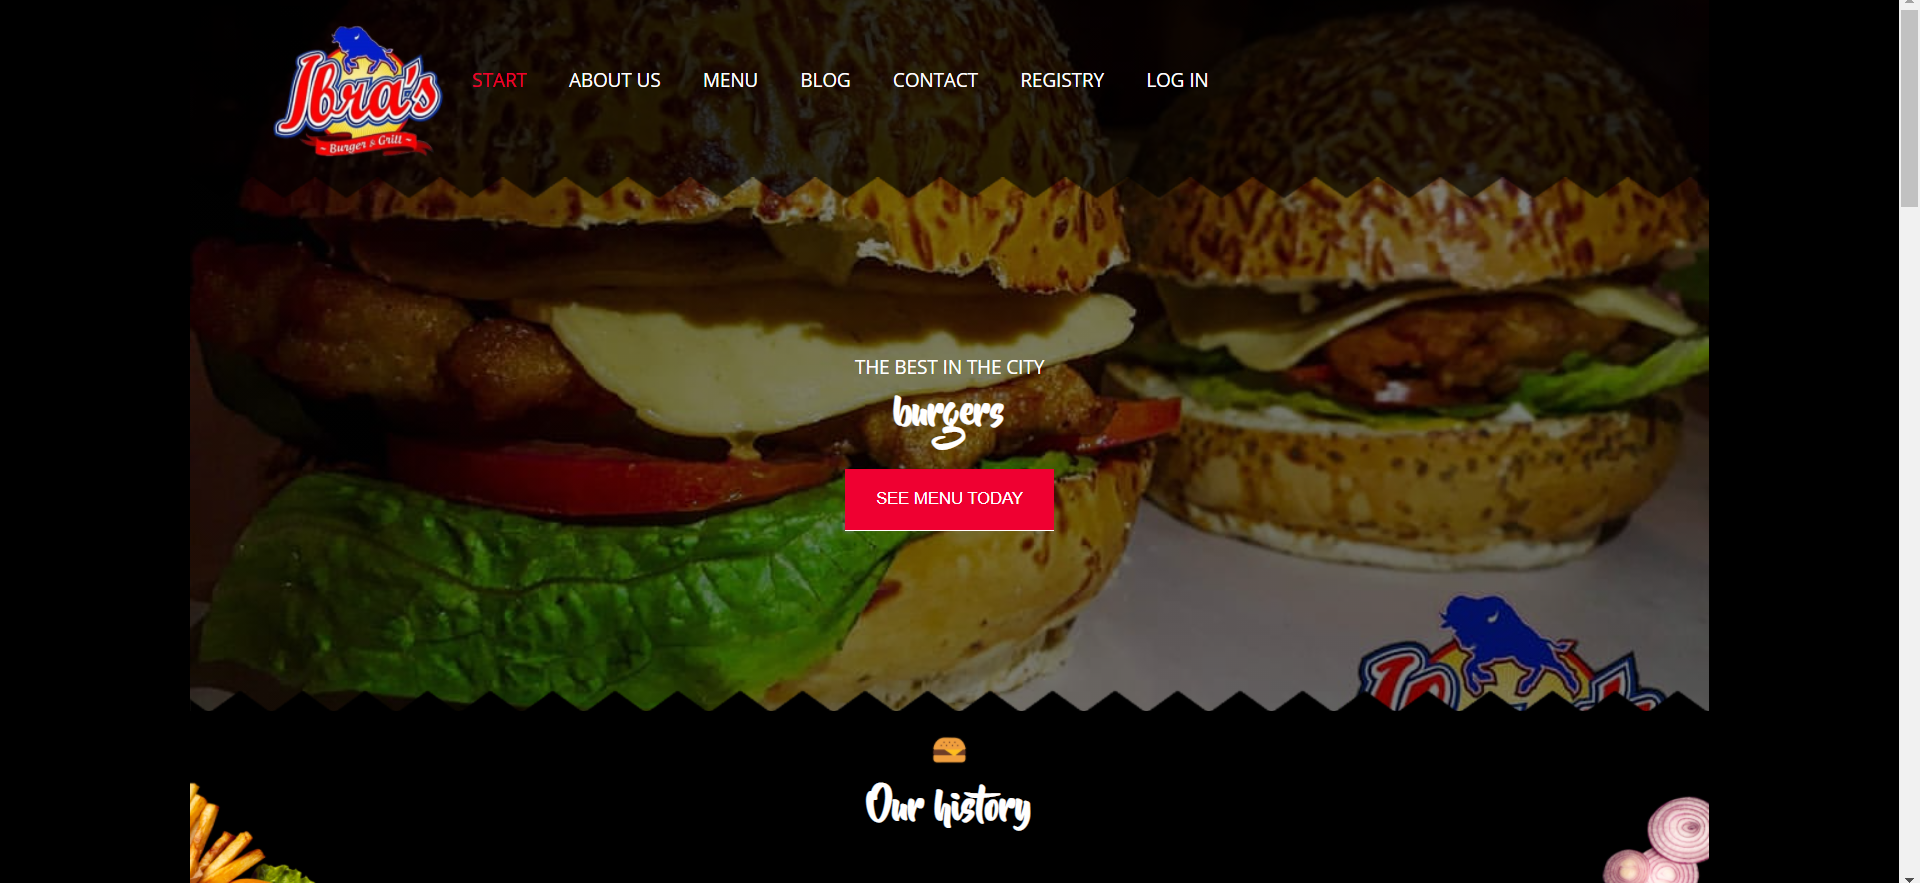 Ibra's
~ Burger & Grill ~
START ABOUT US MENU BLOG CONTACT REGISTRY LOG IN
THE BEST IN THE CITY
burgers
SEE MENU TODAY
Our history